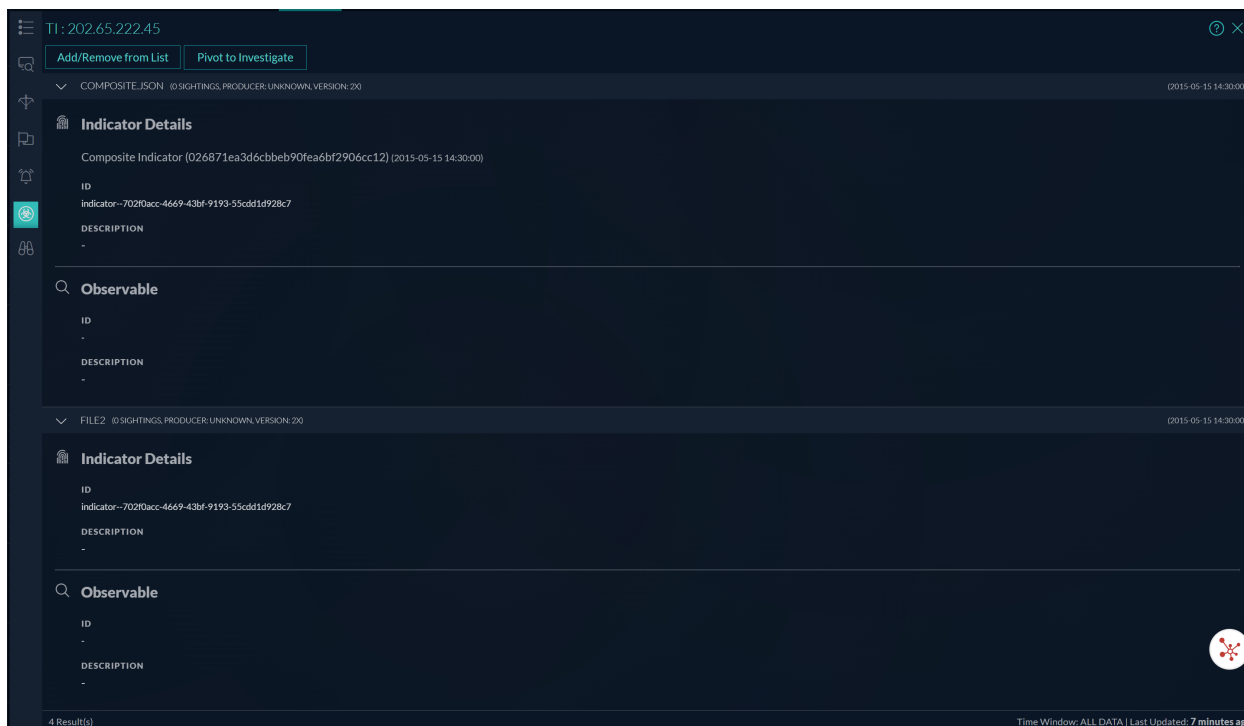 TI : 202.65.222.45
Add/Remove from List
Pivot to Investigate
COMPOSITE.JSON (0 SIGHTINGS, PRODUCER: UNKNOWN, VERSION: 2X) (2015-05-15 14:30:00
Indicator Details
Composite Indicator (026871ea3d6cbbeb90fea6bf2906cc12) (2015-05-15 14:30:00)
ID
indicator--702f0acc-4669-43bf-9193-55cdd1d928c7
DESCRIPTION
-
Observable
ID
-
DESCRIPTION
-
FILE2 (0 SIGHTINGS, PRODUCER: UNKNOWN, VERSION: 2X) (2015-05-15 14:30:00
Indicator Details
ID
indicator--702f0acc-4669-43bf-9193-55cdd1d928c7
DESCRIPTION
-
Observable
ID
-
DESCRIPTION
-
4 Result(s) Time Window: ALL DATA | Last Updated: 7 minutes ag